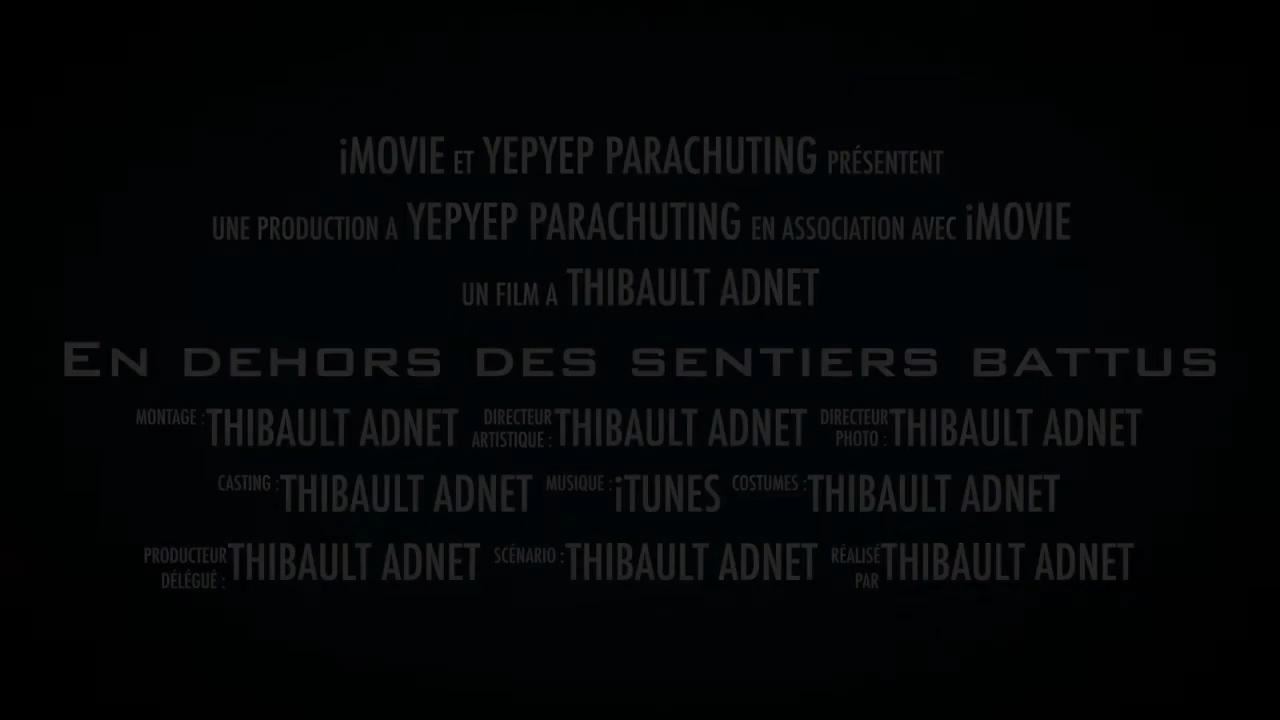 iMOVIE ET YEPYEP PARACHUTING PRÉSENTENT
UNE PRODUCTION A YEPYEP PARACHUTING EN ASSOCIATION AVEC iMOVIE
UN FILM A THIBAULT ADNET
EN DEHORS DES SENTIERS BATTUS
MONTAGE : THIBAULT ADNET DIRECTEUR ARTISTIQUE : THIBAULT ADNET DIRECTEUR PHOTO : THIBAULT ADNET
CASTING : THIBAULT ADNET MUSIQUE : iTUNES COSTUMES : THIBAULT ADNET
PRODUCTEUR DÉLÉGUÉ : THIBAULT ADNET SCÉNARIO : THIBAULT ADNET RÉALISÉ PAR THIBAULT ADNET